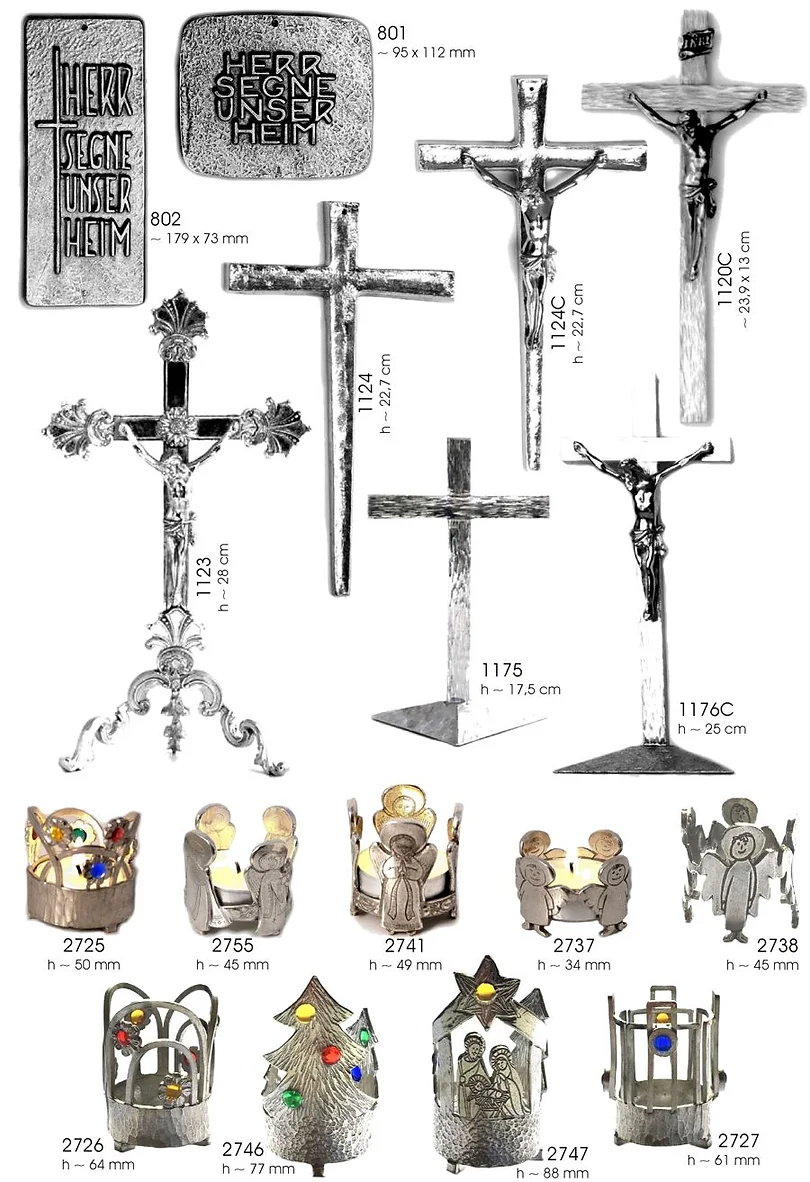 HERR
SEGNE
UNSER
HEIM
802
~ 179 x 73 mm
HERR
SEGNE
UNSER
HEIM
801
~ 95 x 112 mm
INRI
1120C
~ 23,9 x 13 cm
1124C
h ~ 22,7 cm
1124
h ~ 22,7 cm
1123
h ~ 28 cm
1175
h ~ 17,5 cm
1176C
h ~ 25 cm
2725
h ~ 50 mm
2755
h ~ 45 mm
2741
h ~ 49 mm
2737
h ~ 34 mm
2738
h ~ 45 mm
2726
h ~ 64 mm
2746
h ~ 77 mm
2747
h ~ 88 mm
2727
h ~ 61 mm